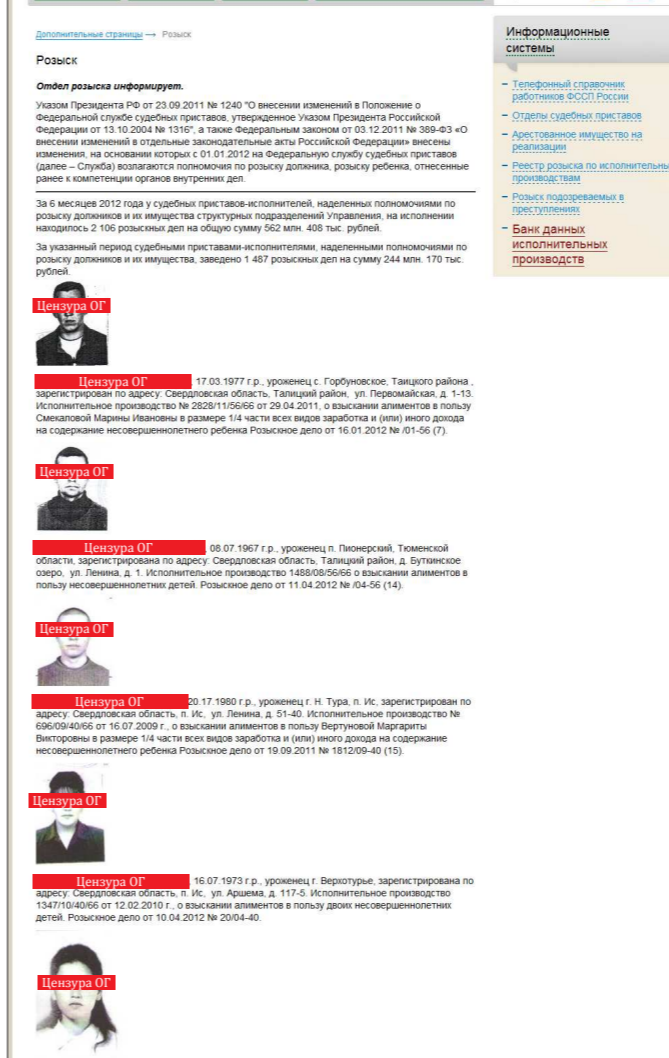 Дополнительные страницы → Розыск
Розыск
Отдел розыска информирует.
Указом Президента РФ от 23.09.2011 № 1240 "О внесении изменений в Положение о
Федеральной службе судебных приставов, утвержденное Указом Президента Российской
Федерации от 13.10.2004 № 1316", а также Федеральным законом от 03.12.2011 № 389-ФЗ «О
внесении изменений в отдельные законодательные акты Российской Федерации» внесены
изменения, на основании которых с 01.01.2012 на Федеральную службу судебных приставов
(далее – Служба) возлагаются полномочия по розыску должника, розыску ребенка, отнесенные
ранее к компетенции органов внутренних дел.
За 6 месяцев 2012 года у судебных приставов-исполнителей, наделенных полномочиями по
розыску должников и их имущества структурных подразделений Управления, на исполнении
находилось 2 106 розыскных дел на общую сумму 562 млн. 408 тыс. рублей.
За указанный период судебными приставами-исполнителями, наделенными полномочиями по
розыску должников и их имущества, заведено 1 487 розыскных дел на сумму 244 млн. 170 тыс.
рублей.
Цензура ОГ
Цензура ОГ , 17.03.1977 г.р., уроженец с. Горбуновское, Таицкого района ,
зарегистрирован по адресу: Свердловская область, Талицкий район, ул. Первомайская, д. 1-13.
Исполнительное производство № 2828/11/56/66 от 29.04.2011, о взыскании алиментов в пользу
Смекаловой Марины Ивановны в размере 1/4 части всех видов заработка и (или) иного дохода
на содержание несовершеннолетнего ребенка Розыскное дело от 16.01.2012 № /01-56 (7).
Цензура ОГ
Цензура ОГ , 08.07.1967 г.р., уроженец п. Пионерский, Тюменской
области, зарегистрирована по адресу: Свердловская область, Талицкий район, д. Буткинское
озеро, ул. Ленина, д. 1. Исполнительное производство 1488/08/56/66 о взыскании алиментов в
пользу несовершеннолетних детей. Розыскное дело от 11.04.2012 № /04-56 (14).
Цензура ОГ
Цензура ОГ 20.17.1980 г.р., уроженец г. Н. Тура, п. Ис, зарегистрирован по
адресу: Свердловская область, п. Ис, ул. Ленина, д. 51-40. Исполнительное производство №
696/09/40/66 от 16.07.2009 г., о взыскании алиментов в пользу Вертуновой Маргариты
Викторовны в размере 1/4 части всех видов заработка и (или) иного дохода на содержание
несовершеннолетнего ребенка Розыскное дело от 19.09.2011 № 1812/09-40 (15).
Цензура ОГ
Цензура ОГ , 16.07.1973 г.р., уроженец г. Верхотурье, зарегистрирована по
адресу: Свердловская область, п. Ис, ул. Аршема, д. 117-5. Исполнительное производство
1347/10/40/66 от 12.02.2010 г., о взыскании алиментов в пользу двоих несовершеннолетних
детей. Розыскное дело от 10.04.2012 № 20/04-40.
Цензура ОГ
Информационные
системы
– Телефонный справочник
работников ФССП России
– Отделы судебных приставов
– Арестованное имущество на
реализации
– Реестр розыска по исполнительны
производствам
– Розыск подозреваемых в
преступлениях
– Банк данных
исполнительных
производств